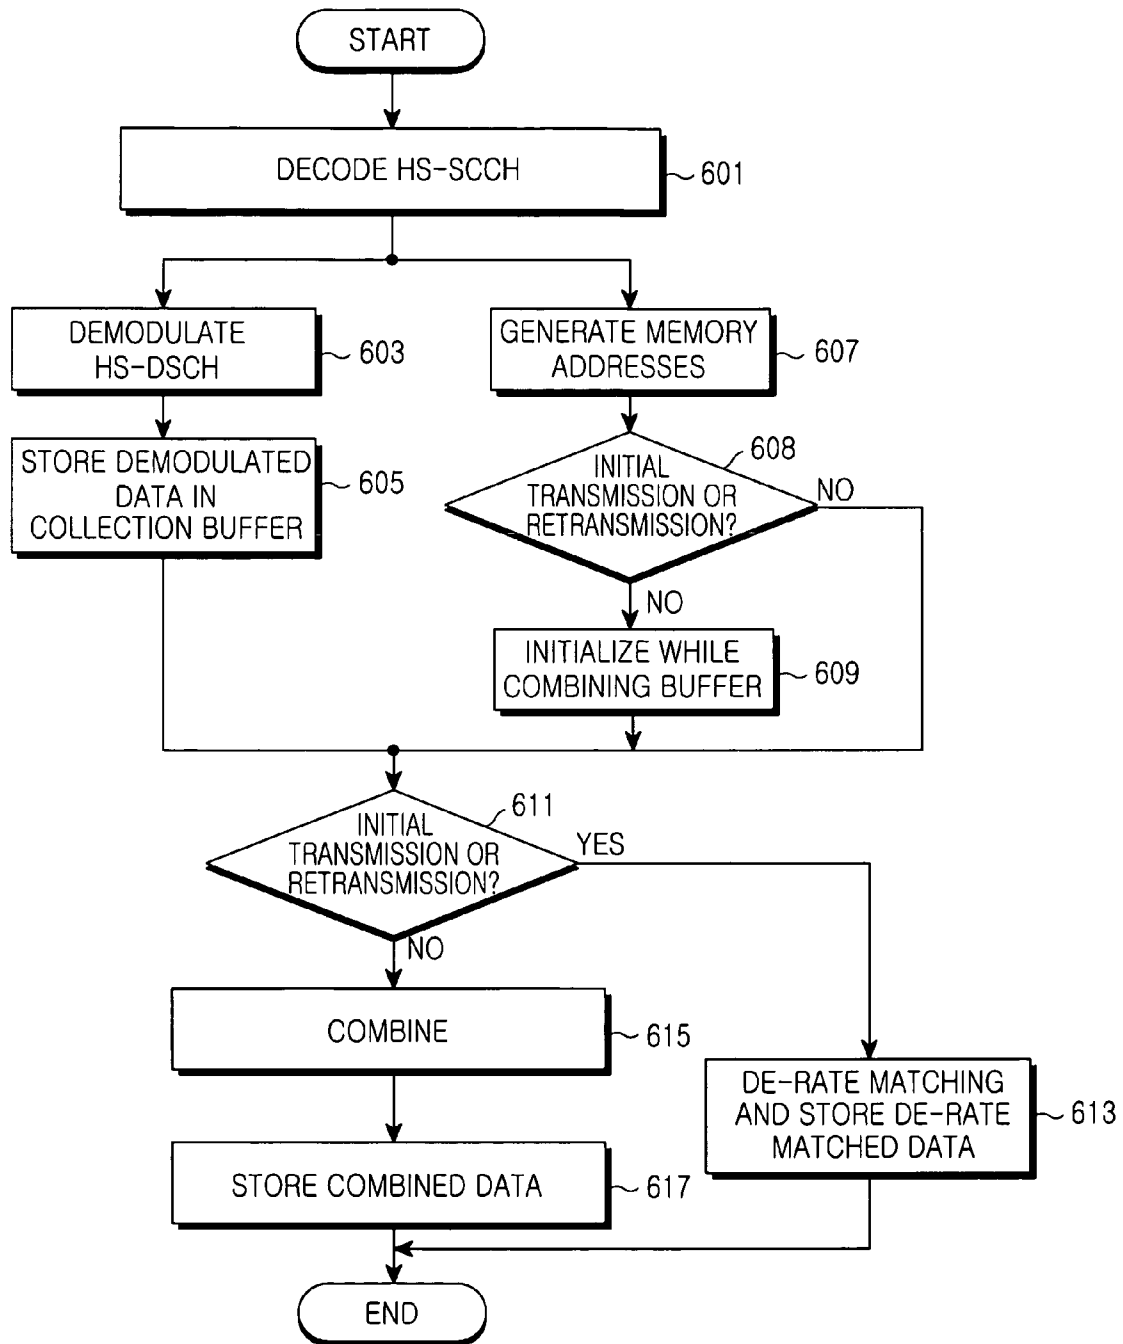 START
DECODE HS-SCCH
601
DEMODULATE
HS-DSCH
603
GENERATE MEMORY
ADDRESSES
607
STORE DEMODULATED
DATA IN
COLLECTION BUFFER
605
INITIAL
TRANSMISSION OR
RETRANSMISSION?
608
NO
NO
INITIALIZE WHILE
COMBINING BUFFER
609
INITIAL
TRANSMISSION OR
RETRANSMISSION?
611
YES
NO
COMBINE
615
DE-RATE MATCHING
AND STORE DE-RATE
MATCHED DATA
613
STORE COMBINED DATA
617
END